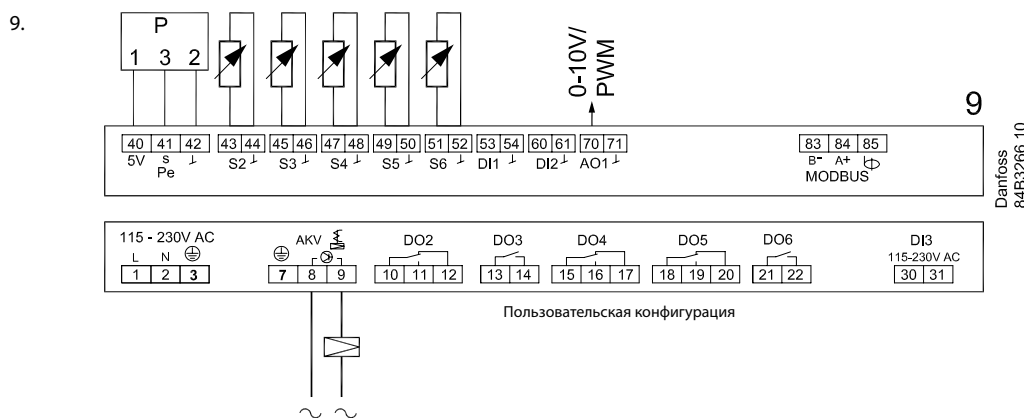 9.
P
1 3 2
0-10V/
PWM
9
40 41 42 43 44 45 46 47 48 49 50 51 52 53 54 60 61 70 71 83 84 85
5V s S2 S3 S4 S5 S6 DI1 DI2 AO1 B- A+
Pe MODBUS
Danfoss
84B3266.10
115 - 230V AC AKV DO2 DO3 DO4 DO5 DO6 DI3
L N 115-230V AC
1 2 3 7 8 9 10 11 12 13 14 15 16 17 18 19 20 21 22 30 31
Пользовательская конфигурация